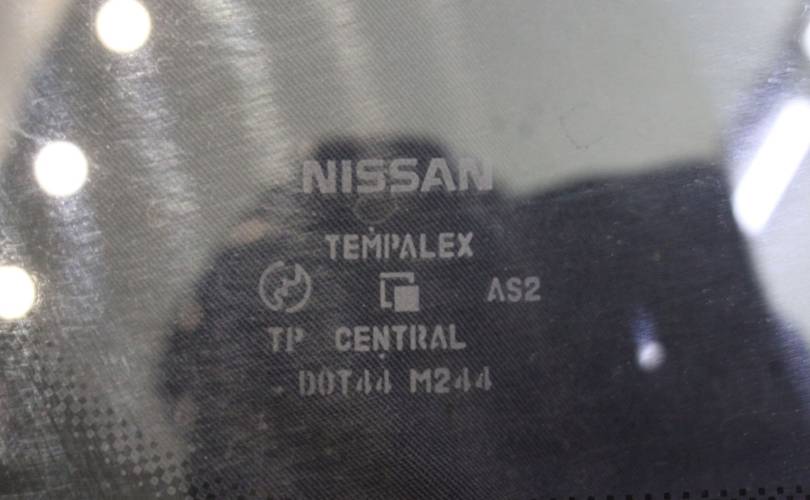 NISSAN
TEMPALEX
AS2
TP CENTRAL
DOT44 M244